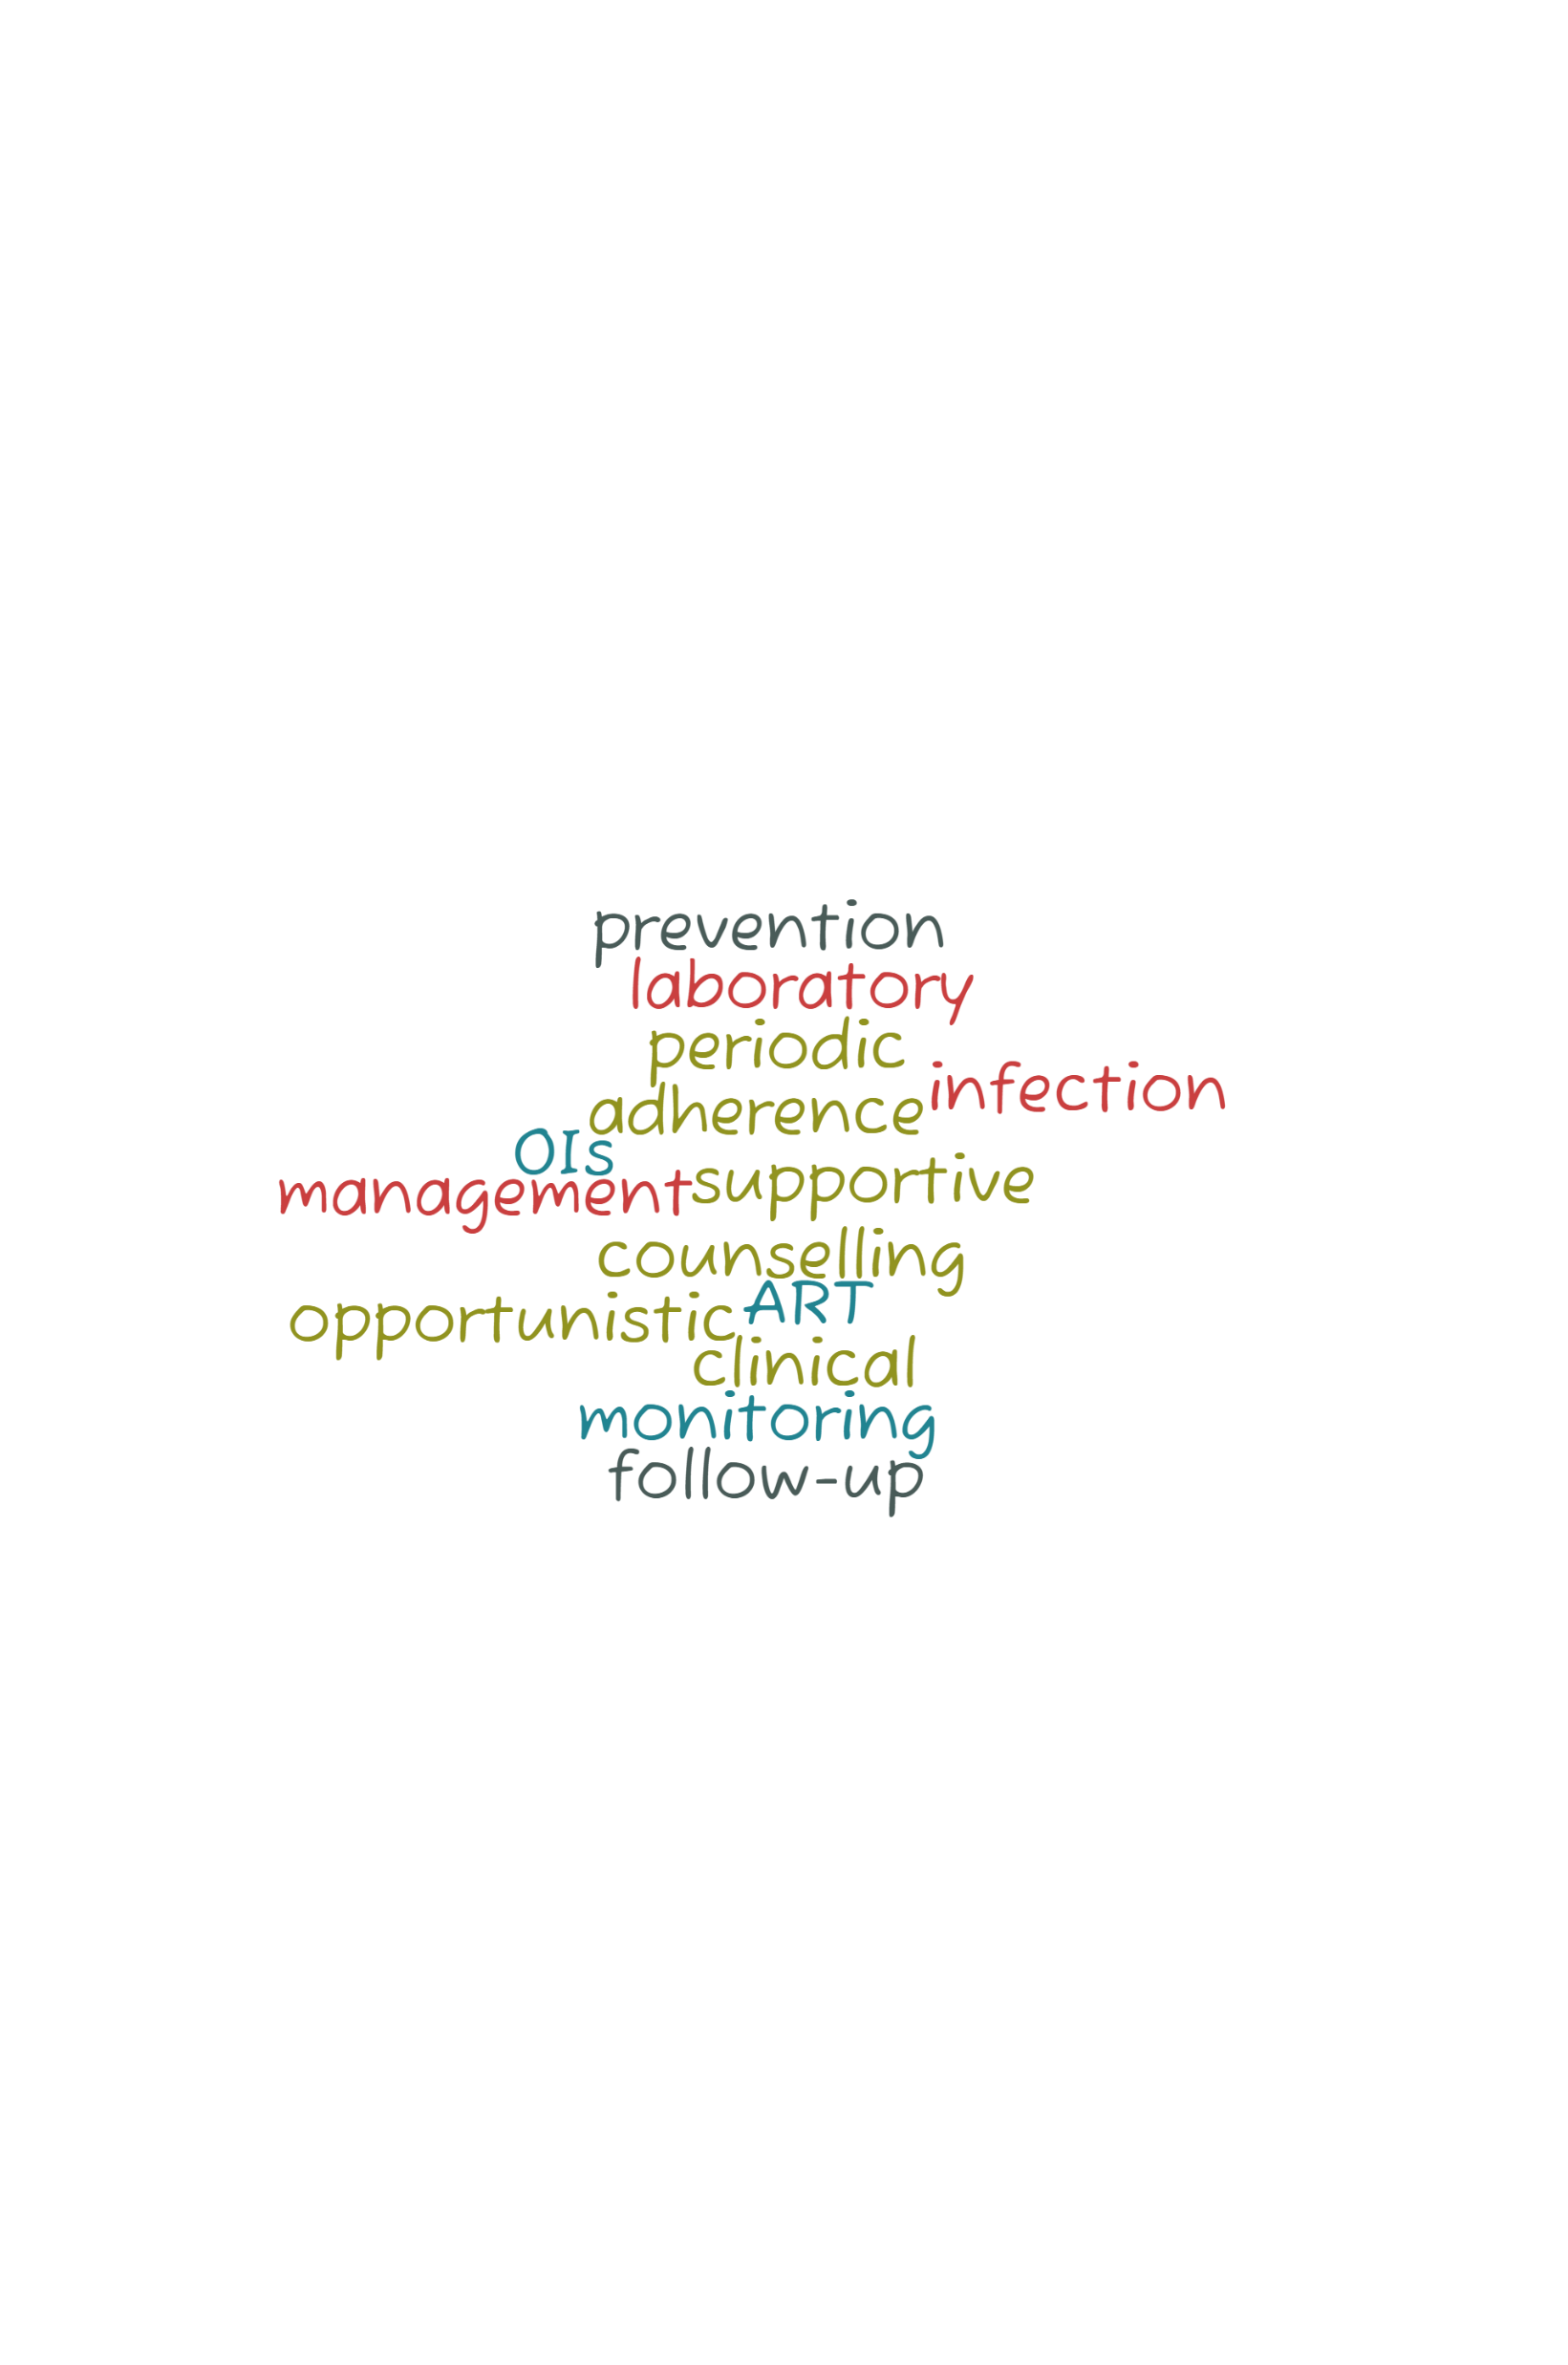 prevention
laboratory
periodic
infection
adherence
OIs
management supportive
counselling
opportunistic ART
clinical
monitoring
follow-up